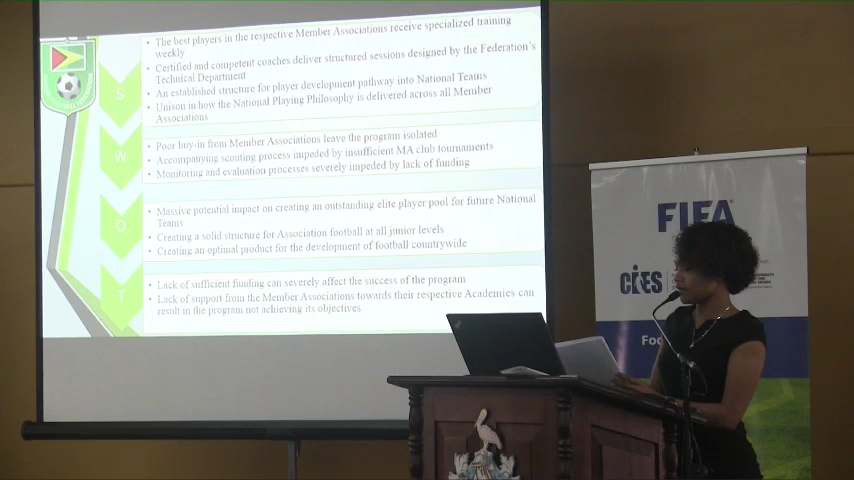 • The best players in the respective Member Associations receive specialized training
weekly
• Certified and competent coaches deliver structured sessions designed by the Federation's
Technical Department
• An established structure for player development pathway into National Teams
• Unison in how the National Playing Philosophy is delivered across all Member
Associations
S
• Poor buy-in from Member Associations leave the program isolated
• Accompanying scouting process impeded by insufficient MA club tournaments
• Monitoring and evaluation processes severely impeded by lack of funding
W
• Massive potential impact on creating an outstanding elite player pool for future National
Teams
• Creating a solid structure for Association football at all junior levels
• Creating an optimal product for the development of football countrywide
O
• Lack of sufficient funding can severely affect the success of the program
• Lack of support from the Member Associations towards their respective Academies can
result in the program not achieving its objectives
T
FIFA
CIES